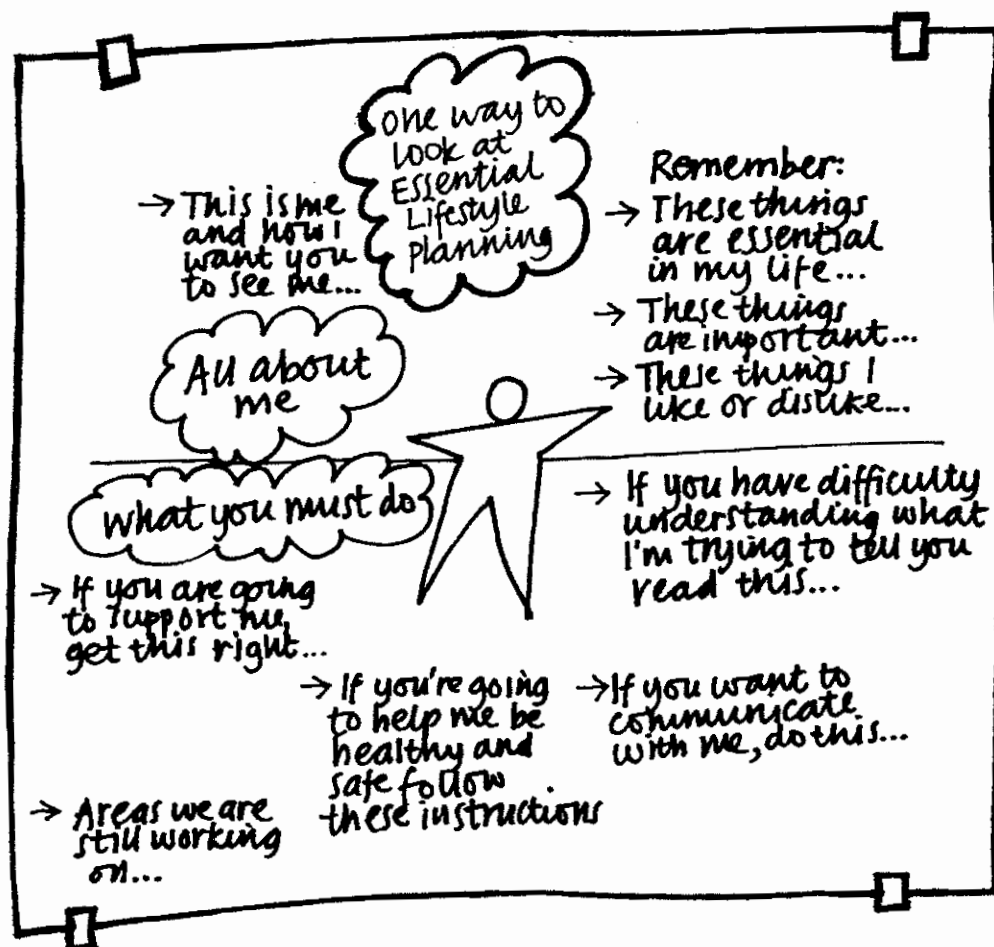 One way to
look at
Essential
Lifestyle
Planning
→ This is me
and how I
want you
to see me...
Remember:
→ These things
are essential
in my life...
→ These things
are important...
→ These things I
like or dislike...
All about
me
What you must do
→ If you are going
to support me,
get this right...
→ If you have difficulty
understanding what
I'm trying to tell you
read this...
→ If you're going
to help me be
healthy and
safe follow
these instructions
→ If you want to
communicate
with me, do this...
→ Areas we are
still working
on...